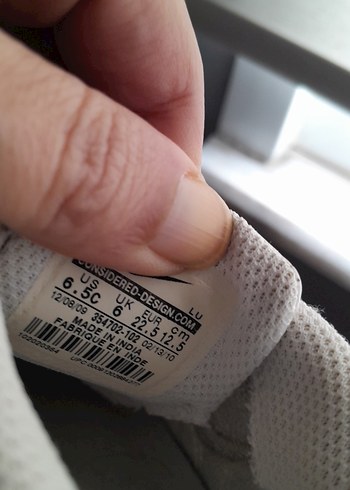 CONSIDERED-DESIGN.COM
LU
US UK EUR cm
6.5C 6 22.5 12.5
12/08/09 354702-102 02/13/10
MADE IN INDIA
FABRIQUE EN INDE